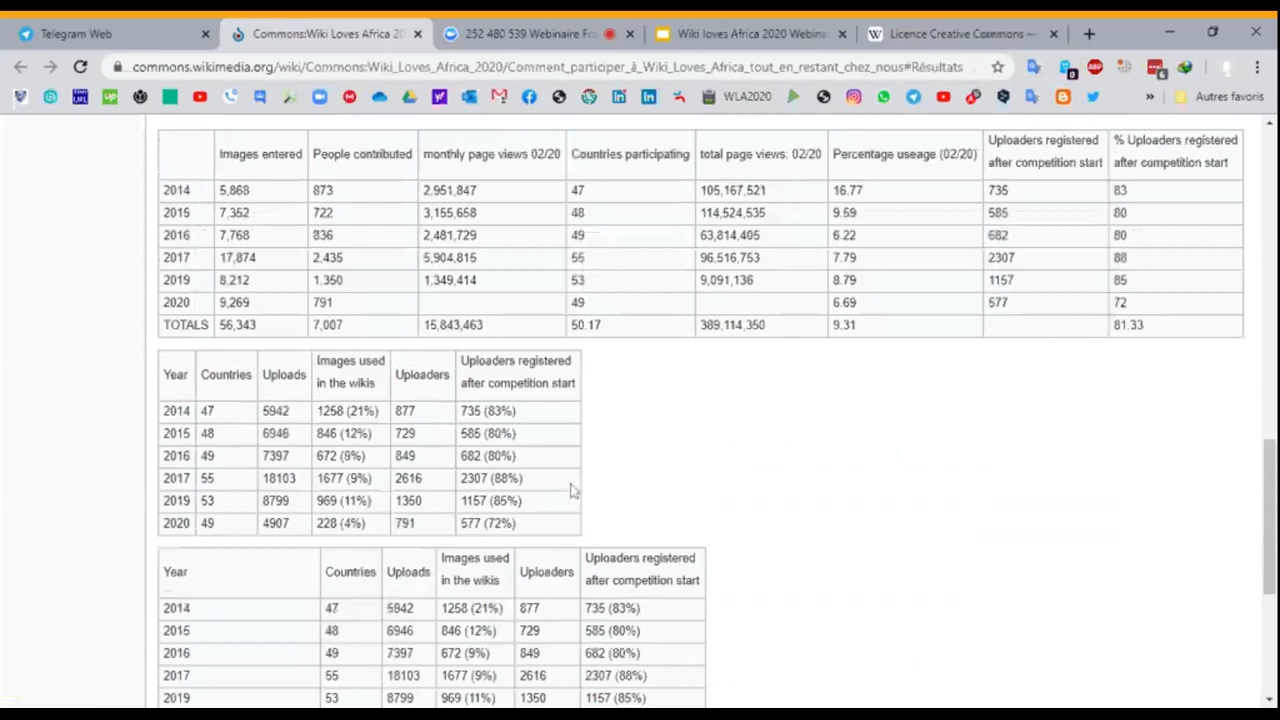 Telegram Web
Commons:Wiki Loves Africa 20
252 480 539 Webinaire Fra
Wiki loves Africa 2020 Webina
Licence Creative Commons —
commons.wikimedia.org/wiki/Commons:Wiki_Loves_Africa_2020/Comment_participer_à_Wiki_Loves_Africa_tout_en_restant_chez_nous#Résultats
WLA2020
» Autres favoris
Images entered People contributed monthly page views 02/20 Countries participating total page views: 02/20 Percentage useage (02/20) Uploaders registered after competition start % Uploaders registered after competition start
2014 5,868 873 2,951,847 47 105,167,521 16.77 735 83
2015 7,352 722 3,155,658 48 114,524,535 9.59 585 80
2016 7,768 836 2,481,729 49 63,814,405 6.22 682 80
2017 17,874 2,435 5,904,815 55 96.516,753 7.79 2307 88
2019 8,212 1.350 1,349,414 53 9,091,136 8.79 1157 85
2020 9,269 791 49 6.69 577 72
TOTALS 56,343 7,007 15,843,463 50.17 389,114,350 9.31 81.33
Year Countries Uploads Images used in the wikis Uploaders Uploaders registered after competition start
2014 47 5942 1258 (21%) 877 735 (83%)
2015 48 6946 846 (12%) 729 585 (80%)
2016 49 7397 672 (9%) 849 682 (80%)
2017 55 18103 1677 (9%) 2616 2307 (88%)
2019 53 8799 969 (11%) 1350 1157 (85%)
2020 49 4907 228 (4%) 791 577 (72%)
Year Countries Uploads Images used in the wikis Uploaders Uploaders registered after competition start
2014 47 5942 1258 (21%) 877 735 (83%)
2015 48 6946 846 (12%) 729 585 (80%)
2016 49 7397 672 (9%) 849 682 (80%)
2017 55 18103 1677 (9%) 2616 2307 (88%)
2019 53 8799 969 (11%) 1350 1157 (85%)